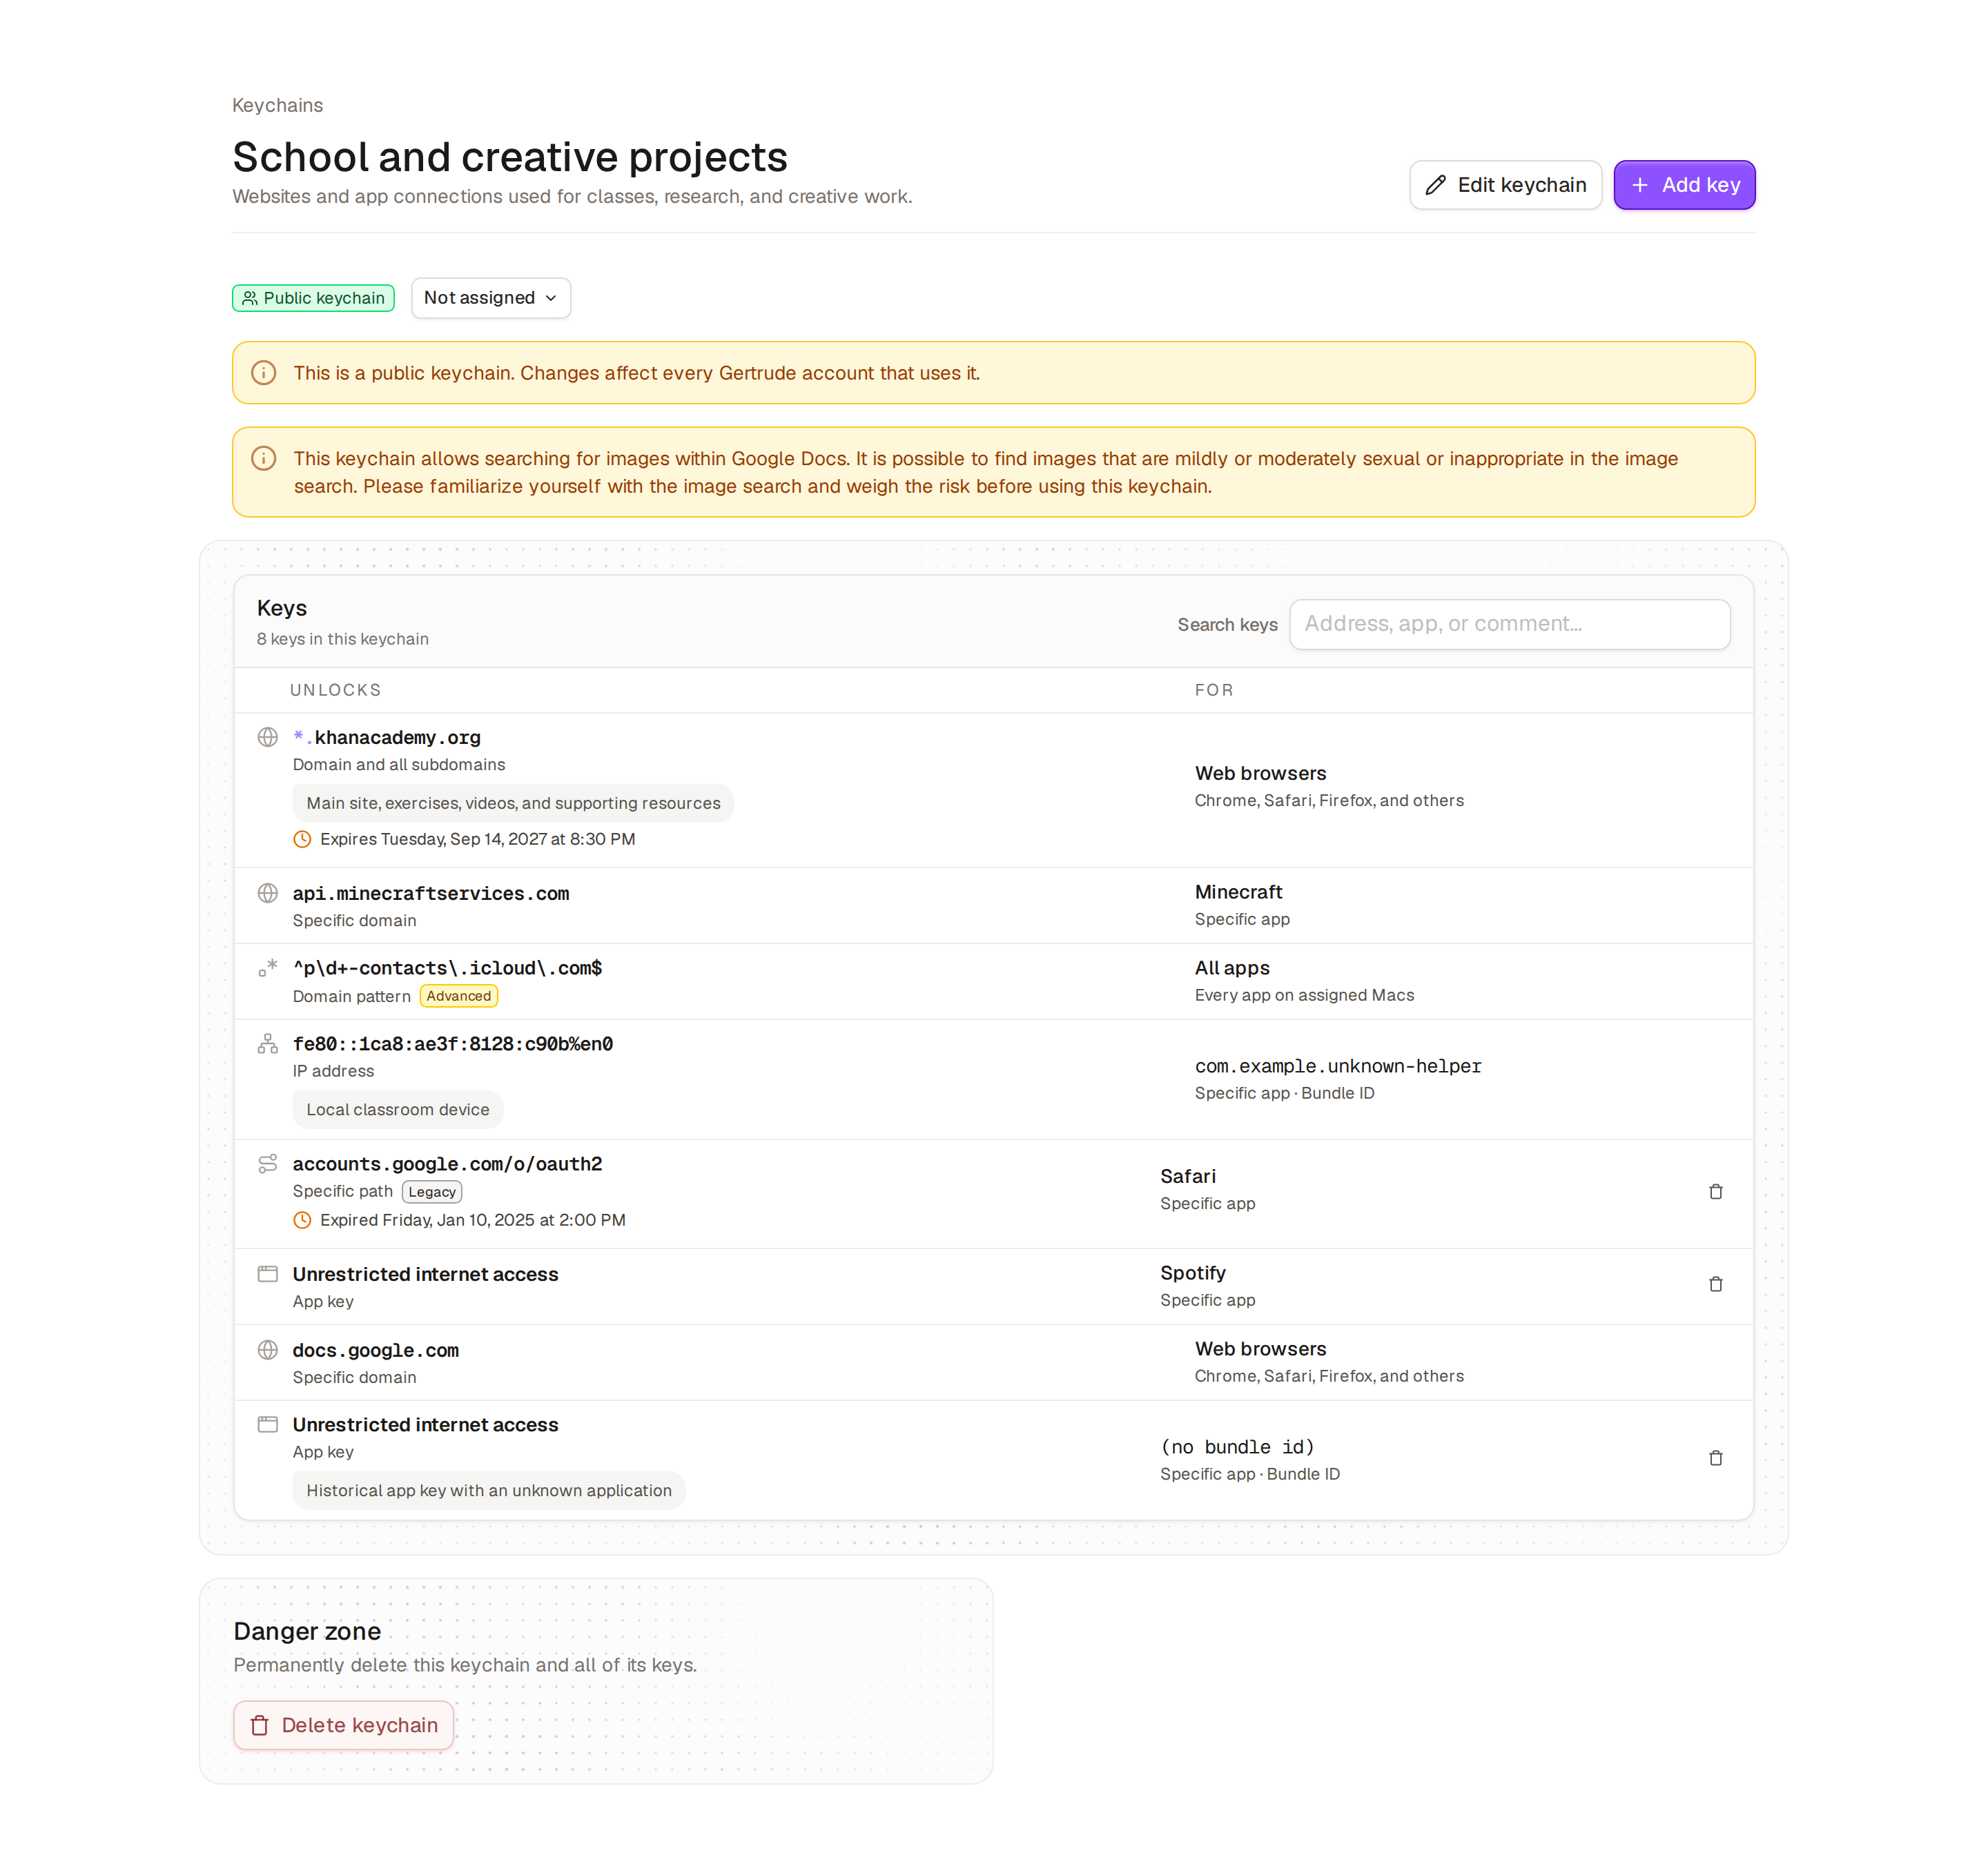 Keychains
School and creative projects
Websites and app connections used for classes, research, and creative work.
Edit keychain
Add key
Public keychain
Not assigned
This is a public keychain. Changes affect every Gertrude account that uses it.
This keychain allows searching for images within Google Docs. It is possible to find images that are mildly or moderately sexual or inappropriate in the image
search. Please familiarize yourself with the image search and weigh the risk before using this keychain.
Keys
8 keys in this keychain
Search keys
Address, app, or comment...
UNLOCKS
FOR
*.khanacademy.org
Domain and all subdomains
Main site, exercises, videos, and supporting resources
Expires Tuesday, Sep 14, 2027 at 8:30 PM
Web browsers
Chrome, Safari, Firefox, and others
api.minecraftservices.com
Specific domain
Minecraft
Specific app
^p\d+-contacts\.icloud\.com$
Domain pattern Advanced
All apps
Every app on assigned Macs
fe80::1ca8:ae3f:8128:c90b%en0
IP address
Local classroom device
com.example.unknown-helper
Specific app · Bundle ID
accounts.google.com/o/oauth2
Specific path Legacy
Expired Friday, Jan 10, 2025 at 2:00 PM
Safari
Specific app
Unrestricted internet access
App key
Spotify
Specific app
docs.google.com
Specific domain
Web browsers
Chrome, Safari, Firefox, and others
Unrestricted internet access
App key
Historical app key with an unknown application
(no bundle id)
Specific app · Bundle ID
Danger zone
Permanently delete this keychain and all of its keys.
Delete keychain